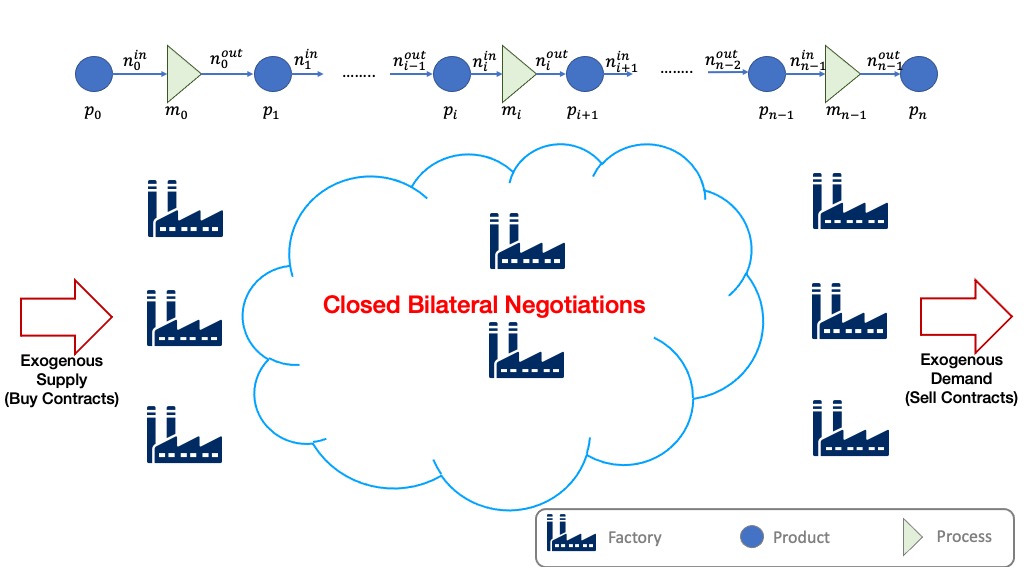 n_0^{in} n_0^{out} n_1^{in} n_{i-1}^{out} n_i^{in} n_i^{out} n_{i+1}^{in} n_{n-2}^{out} n_{n-1}^{in} n_{n-1}^{out}
........ ........
p_0 m_0 p_1 p_i m_i p_{i+1} p_{n-1} m_{n-1} p_n
Closed Bilateral Negotiations
Exogenous
Supply
(Buy Contracts)
Exogenous
Demand
(Sell Contracts)
Factory Product Process